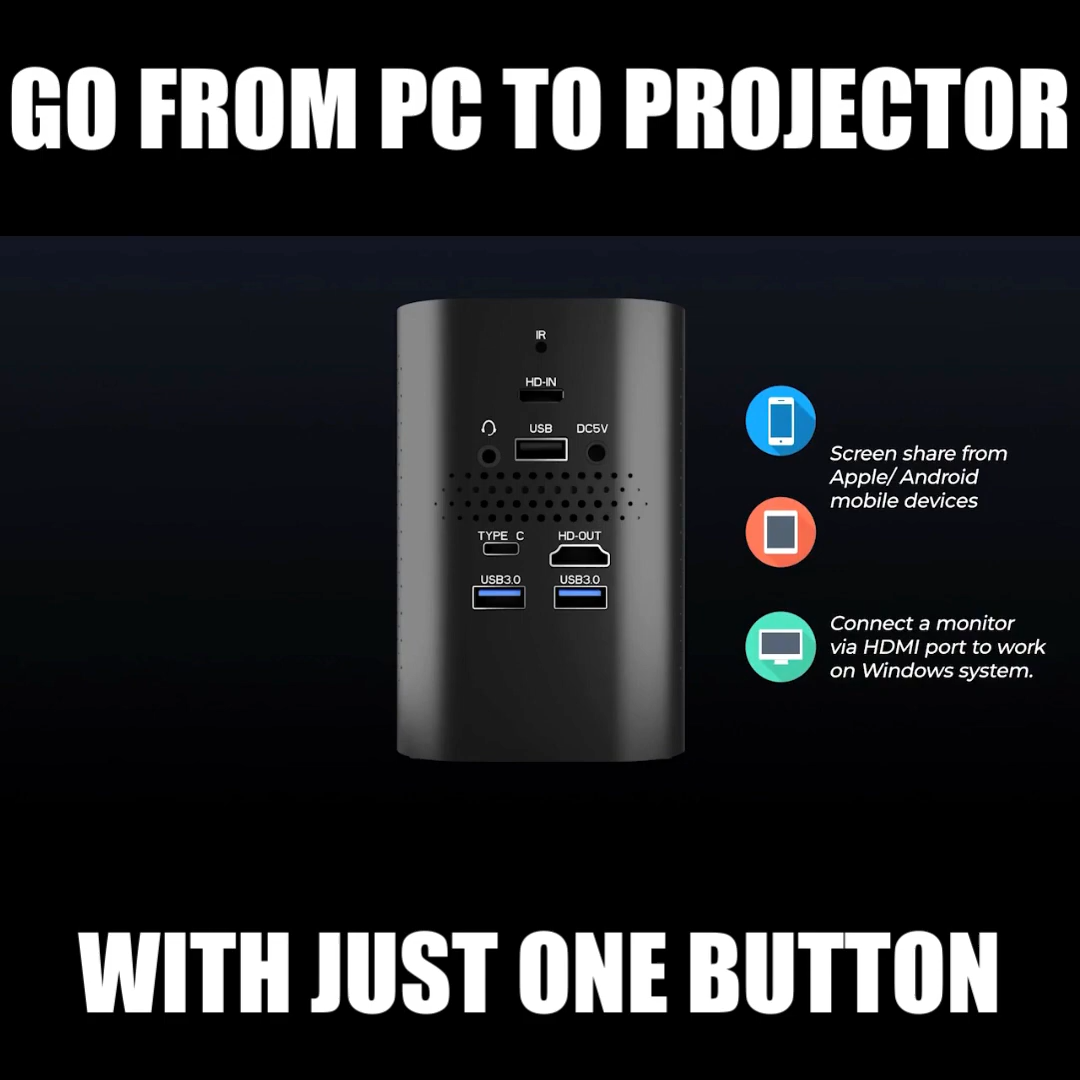 GO FROM PC TO PROJECTOR
IR
HD-IN
USB
DC5V
TYPE C
HD-OUT
USB3.0
USB3.0
Screen share from
Apple/ Android
mobile devices
Connect a monitor
via HDMI port to work
on Windows system.
WITH JUST ONE BUTTON